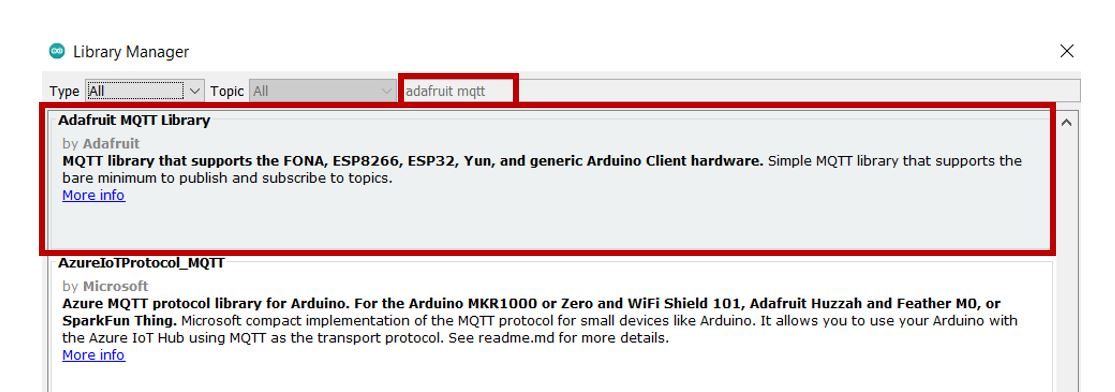 Library Manager
Type All Topic All adafruit mqtt
Adafruit MQTT Library
by Adafruit
MQTT library that supports the FONA, ESP8266, ESP32, Yun, and generic Arduino Client hardware. Simple MQTT library that supports the
bare minimum to publish and subscribe to topics.
More info
AzureIoTProtocol_MQTT
by Microsoft
Azure MQTT protocol library for Arduino. For the Arduino MKR1000 or Zero and WiFi Shield 101, Adafruit Huzzah and Feather M0, or
SparkFun Thing. Microsoft compact implementation of the MQTT protocol for small devices like Arduino. It allows you to use your Arduino with
the Azure IoT Hub using MQTT as the transport protocol. See readme.md for more details.
More info